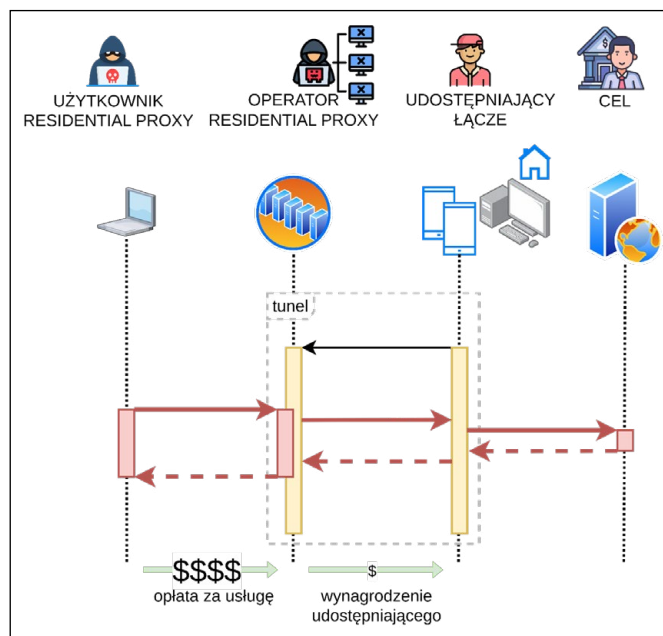 UŻYTKOWNIK
RESIDENTIAL PROXY
OPERATOR
RESIDENTIAL PROXY
UDOSTĘPNIAJĄCY
ŁĄCZE
CEL
tunel
$$$$
opłata za usługę
$
wynagrodzenie
udostępniającego